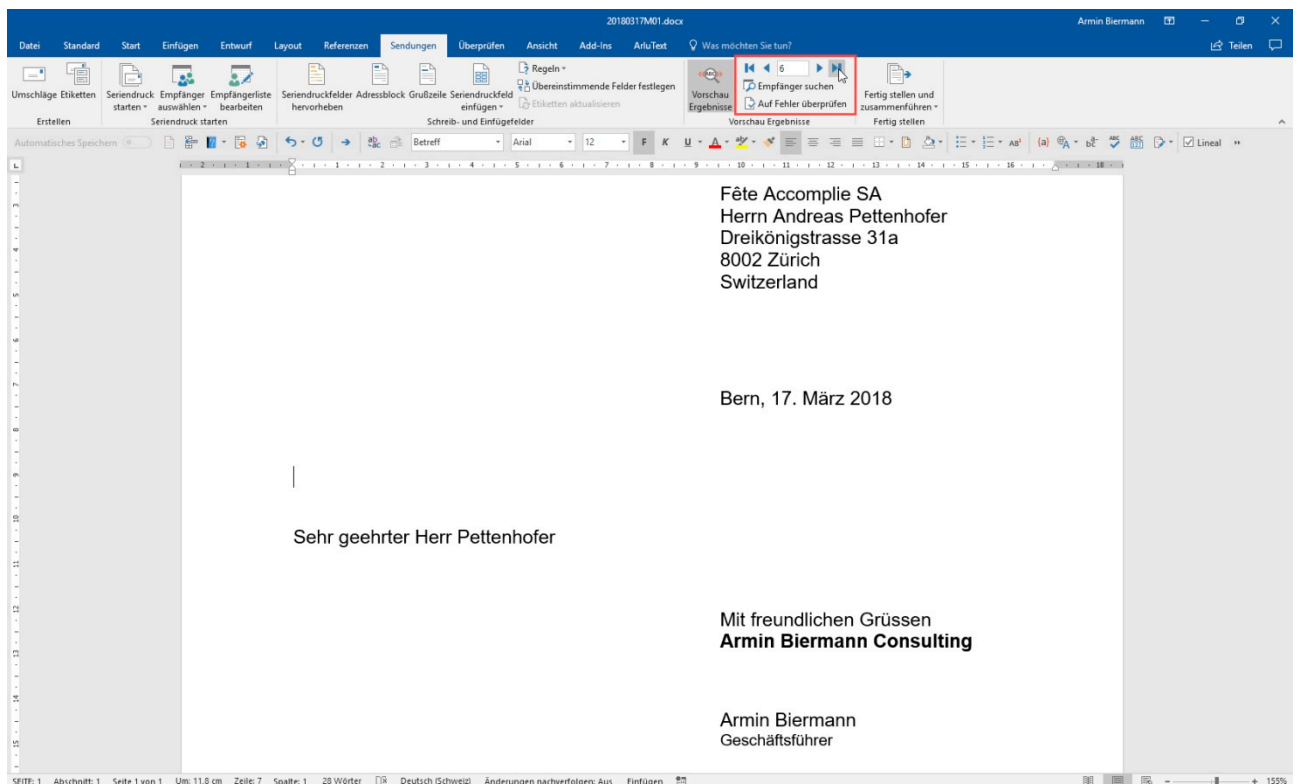 20180317M01.docx
Armin Biermann
Datei Standard Start Einfügen Entwurf Layout Referenzen Sendungen Überprüfen Ansicht Add-Ins ArluText Was möchten Sie tun? Teilen
Umschläge Etiketten
Erstellen
Seriendruck starten
Empfänger auswählen
Empfängerliste bearbeiten
Seriendruck starten
Seriendruckfelder hervorheben
Adressblock Grußzeile
Seriendruckfeld einfügen
Regeln
Übereinstimmende Felder festlegen
Etiketten aktualisieren
Schreib- und Einfügefelder
Vorschau Ergebnisse
6
Empfänger suchen
Auf Fehler überprüfen
Vorschau Ergebnisse
Fertig stellen und zusammenführen
Fertig stellen
Automatisches Speichern
Betreff Arial 12 F K U Lineal
Fête Accomplie SA
Herrn Andreas Pettenhofer
Dreikönigstrasse 31a
8002 Zürich
Switzerland
Bern, 17. März 2018
Sehr geehrter Herr Pettenhofer
Mit freundlichen Grüssen
Armin Biermann Consulting
Armin Biermann
Geschäftsführer
SEITE: 1 Abschnitt: 1 Seite 1 von 1 Um: 11.8 cm Zeile: 7 Spalte: 1 28 Wörter Deutsch (Schweiz) Änderungen nachverfolgen: Aus Einfügen 155%